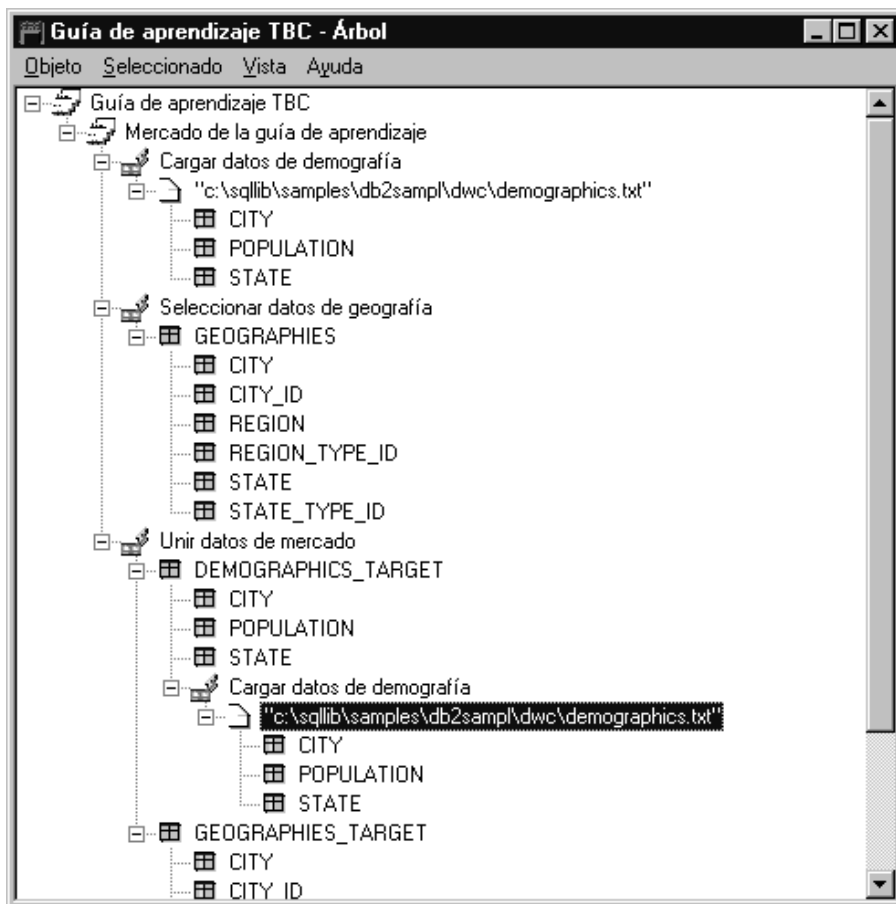 Guía de aprendizaje TBC - Árbol
Objeto Seleccionado Vista Ayuda
Guía de aprendizaje TBC
Mercado de la guía de aprendizaje
Cargar datos de demografía
"c:\sqllib\samples\db2sampl\dwc\demographics.txt"
CITY
POPULATION
STATE
Seleccionar datos de geografía
GEOGRAPHIES
CITY
CITY_ID
REGION
REGION_TYPE_ID
STATE
STATE_TYPE_ID
Unir datos de mercado
DEMOGRAPHICS_TARGET
CITY
POPULATION
STATE
Cargar datos de demografía
"c:\sqllib\samples\db2sampl\dwc\demographics.txt"
CITY
POPULATION
STATE
GEOGRAPHIES_TARGET
CITY
CITY_ID